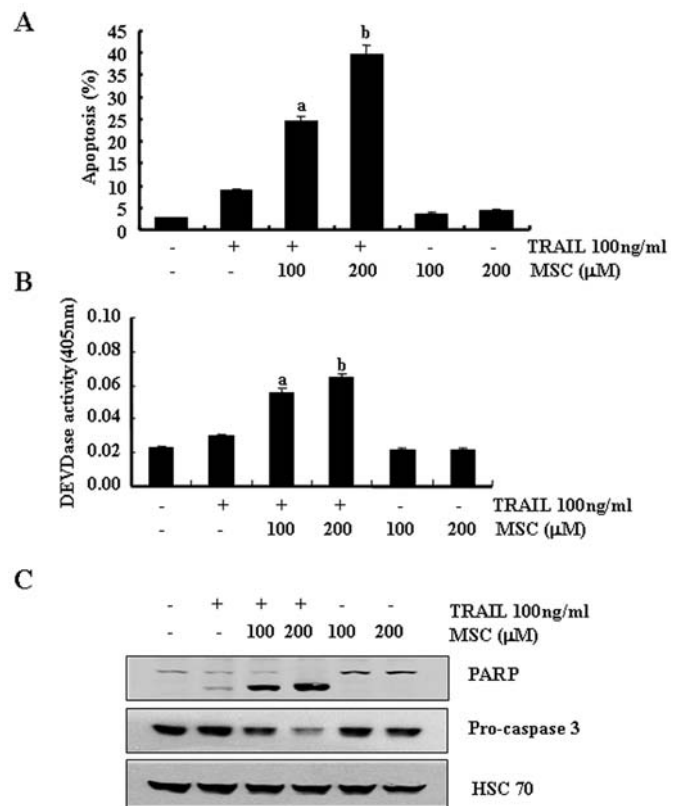 A
Apoptosis (%)
45
40
35
30
25
20
15
10
5
0
a
b
- + + + - - TRAIL 100ng/ml
- - 100 200 100 200 MSC (μM)
B
DEVDase activity(405nm)
0.10
0.08
0.06
0.04
0.02
0.00
a
b
- + + + - - TRAIL 100ng/ml
- - 100 200 100 200 MSC (μM)
C
- + + + - - TRAIL 100ng/ml
- - 100 200 100 200 MSC (μM)
PARP
Pro-caspase 3
HSC 70